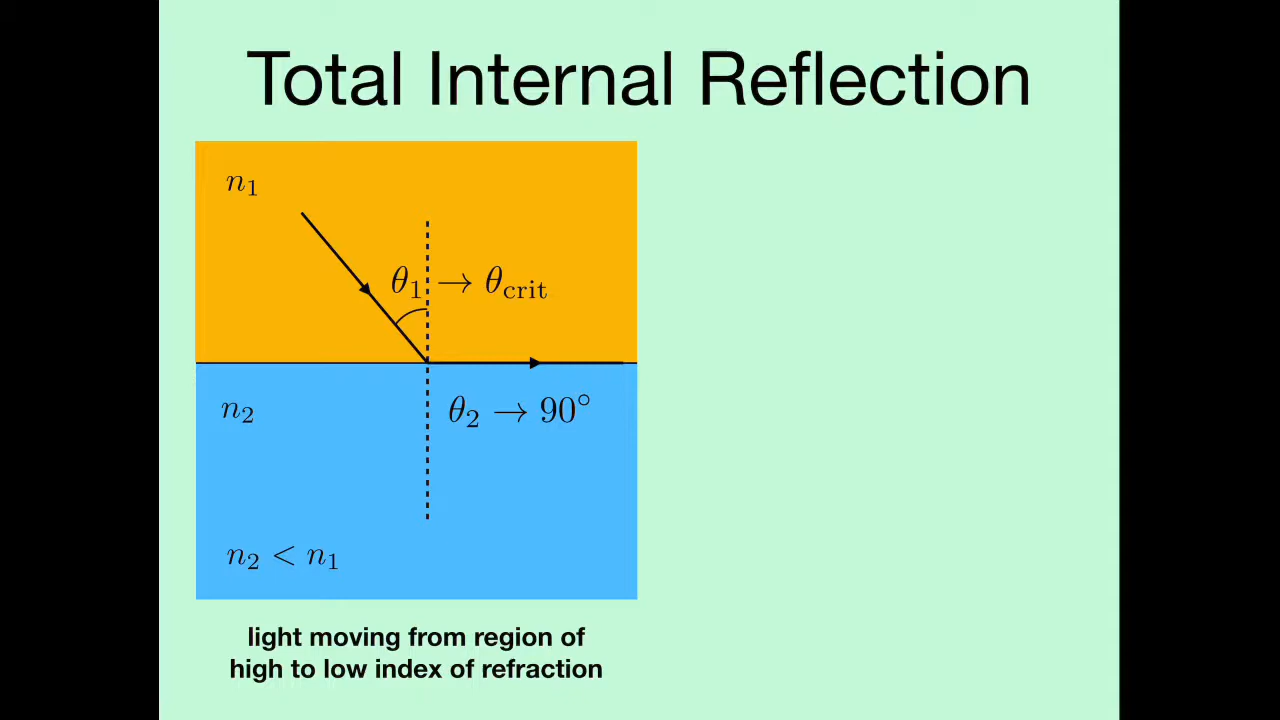 Total Internal Reflection
n₁
θ₁ → θ_crit
n₂
θ₂ → 90°
n₂ < n₁
light moving from region of
high to low index of refraction